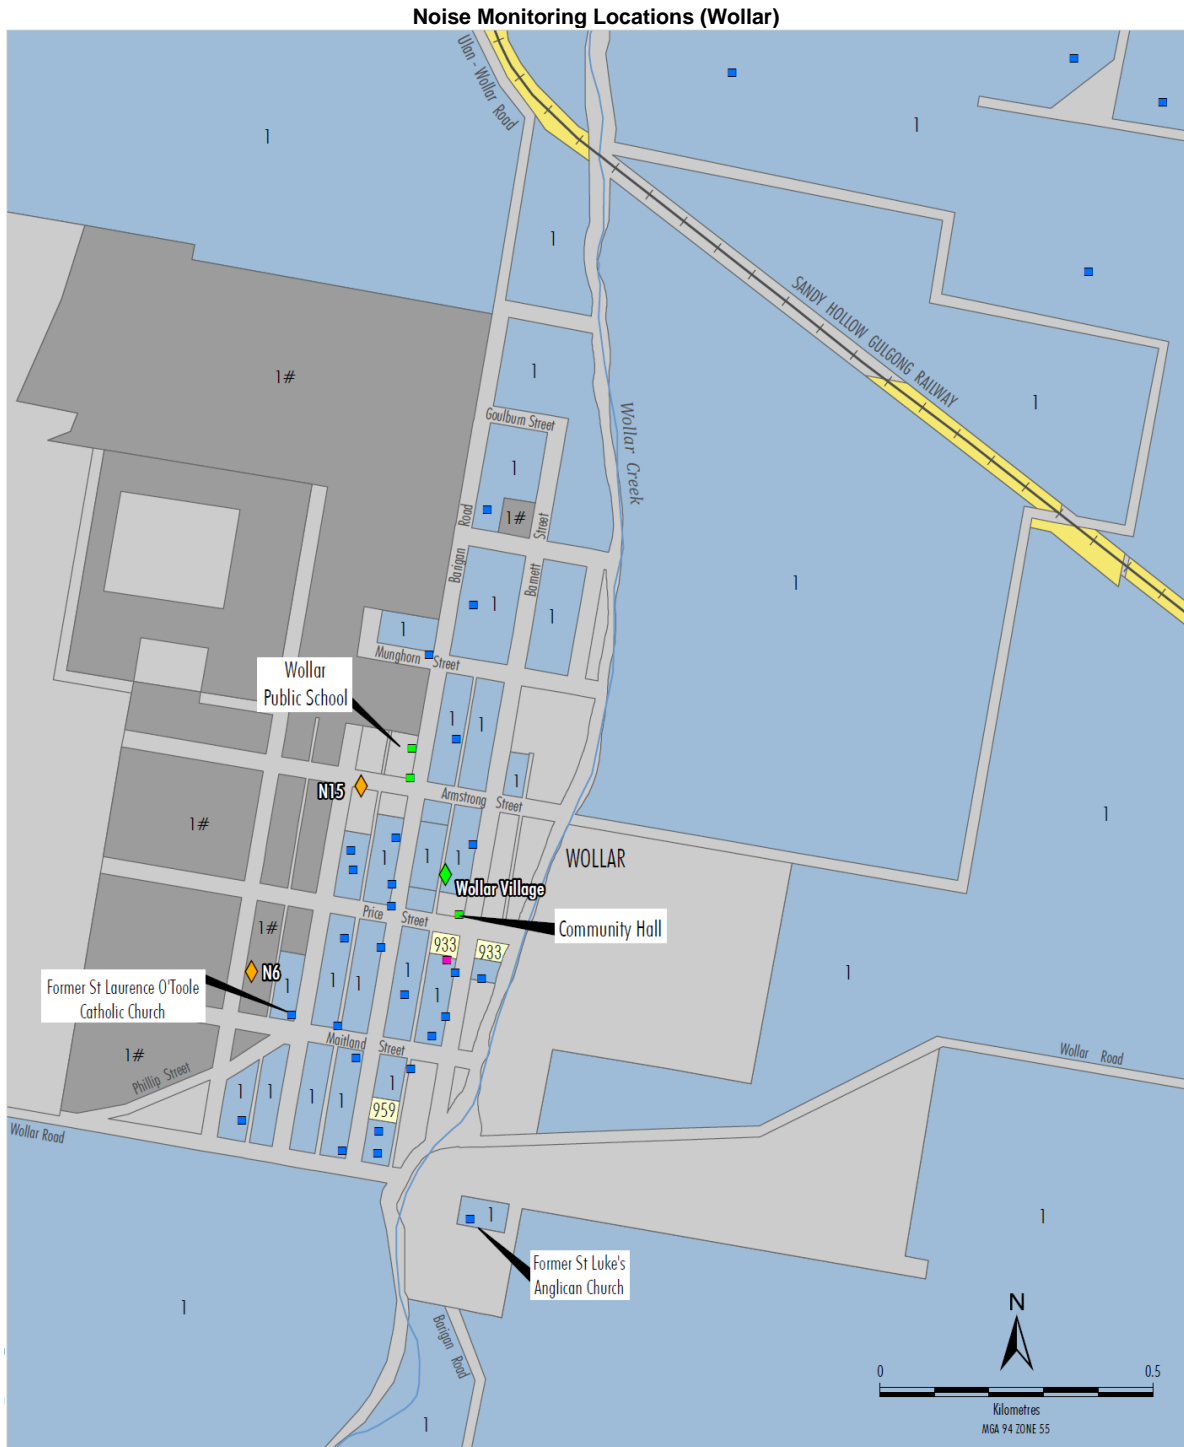 Noise Monitoring Locations (Wollar)
Ulan - Wollar Road
1
1
1
SANDY HOLLOW GULGONG RAILWAY
1#
1
1
Goulburn Street
Wollar Creek
1
Barigan Road
1#
Barnett Street
1
1
1
1
Munghorn Street
Wollar
Public School
1
1
1
N15
Armstrong Street
1#
1
1
1
1
WOLLAR
Wollar Village
Price Street
Community Hall
1#
933
933
N6
1
1
1
1
1
1
Former St Laurence O'Toole
Catholic Church
Maitland Street
1#
Phillip Street
Wollar Road
1
1
1
1
1
959
Wollar Road
1
1
Former St Luke's
Anglican Church
1
Barigan Road
1
N
0 0.5
Kilometres
MGA 94 ZONE 55